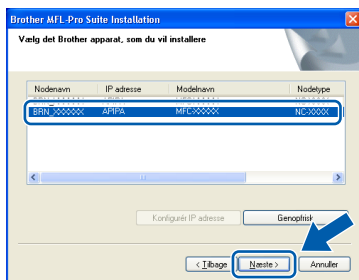 Brother MFL-Pro Suite Installation
Vælg det Brother apparat, som du vil installere
Nodenavn IP adresse Modelnavn Nodetype
BRN_XXXXXX APIPA MFC-XXXXX NC-XXXX
Konfigurér IP adresse Genopfrisk
< Tilbage Næste > Annuller